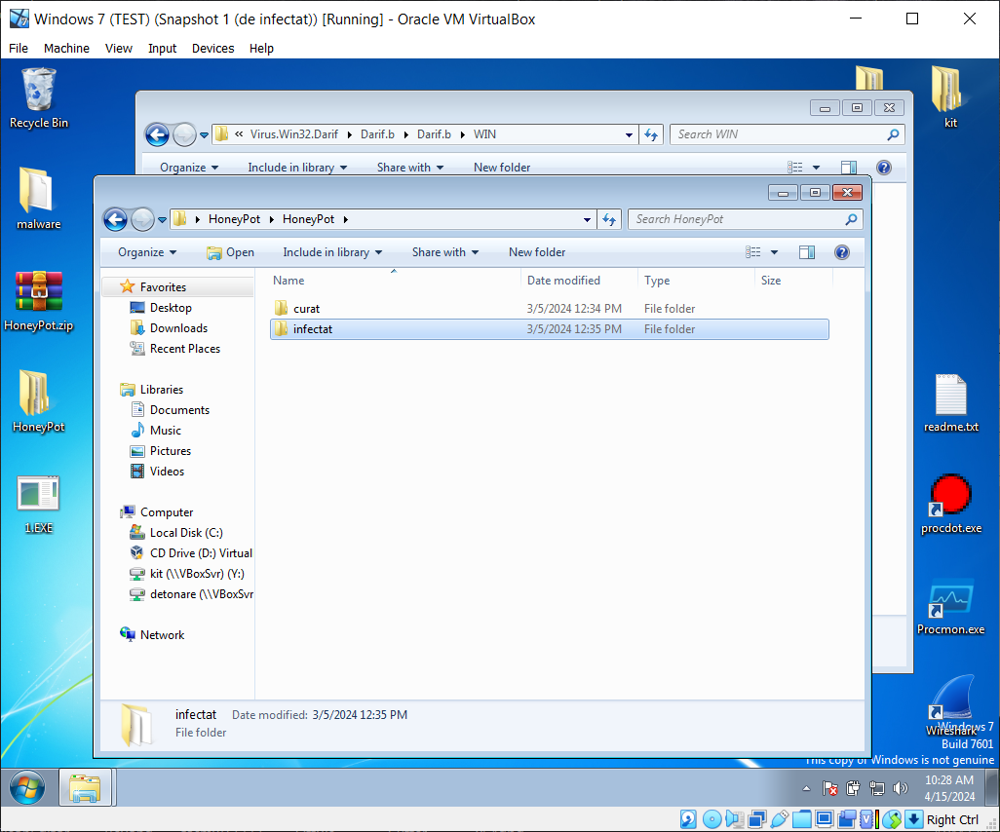 Windows 7 (TEST) (Snapshot 1 (de infectat)) [Running] - Oracle VM VirtualBox
File Machine View Input Devices Help
Recycle Bin
kit
« Virus.Win32.Darif Darif.b Darif.b WIN
Search WIN
Organize Include in library Share with New folder
malware
HoneyPot HoneyPot
Search HoneyPot
Organize Open Include in library Share with New folder
Name Date modified Type Size
Favorites
Desktop
Downloads
Recent Places
curat 3/5/2024 12:34 PM File folder
infectat 3/5/2024 12:35 PM File folder
HoneyPot.zip
Libraries
Documents
Music
Pictures
Videos
HoneyPot
readme.txt
Computer
Local Disk (C:)
CD Drive (D:) Virtual
kit (\\VBoxSvr) (Y:)
detonare (\\VBoxSvr
1.EXE
procdot.exe
Network
Procmon.exe
infectat Date modified: 3/5/2024 12:35 PM
File folder
Wireshark
Windows 7
Build 7601
This copy of Windows is not genuine
10:28 AM
4/15/2024
Right Ctrl